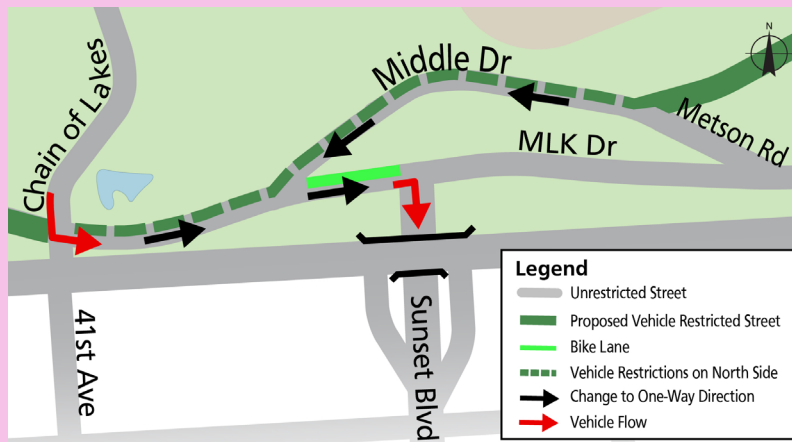 N
Middle Dr
Chain of Lakes
Metson Rd
MLK Dr
41st Ave
Sunset Blvd
Legend
Unrestricted Street
Proposed Vehicle Restricted Street
Bike Lane
Vehicle Restrictions on North Side
Change to One-Way Direction
Vehicle Flow